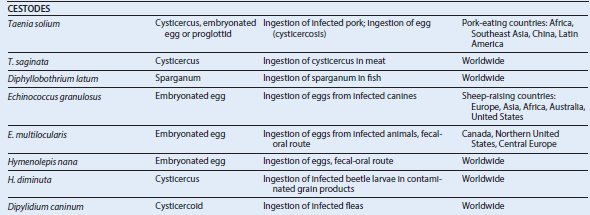 CESTODES
Taenia solium Cysticercus, embryonated Ingestion of infected pork; ingestion of egg Pork-eating countries: Africa,
egg or proglottid (cysticercosis) Southeast Asia, China, Latin
America
T. saginata Cysticercus Ingestion of cysticercus in meat Worldwide
Diphyllobothrium latum Sparganum Ingestion of sparganum in fish Worldwide
Echinococcus granulosus Embryonated egg Ingestion of eggs from infected canines Sheep-raising countries:
Europe, Asia, Africa, Australia,
United States
E. multilocularis Embryonated egg Ingestion of eggs from infected animals, fecal- Canada, Northern United
oral route States, Central Europe
Hymenolepis nana Embryonated egg Ingestion of eggs, fecal-oral route Worldwide
H. diminuta Cysticercus Ingestion of infected beetle larvae in contami- Worldwide
nated grain products
Dipylidium caninum Cysticercoid Ingestion of infected fleas Worldwide